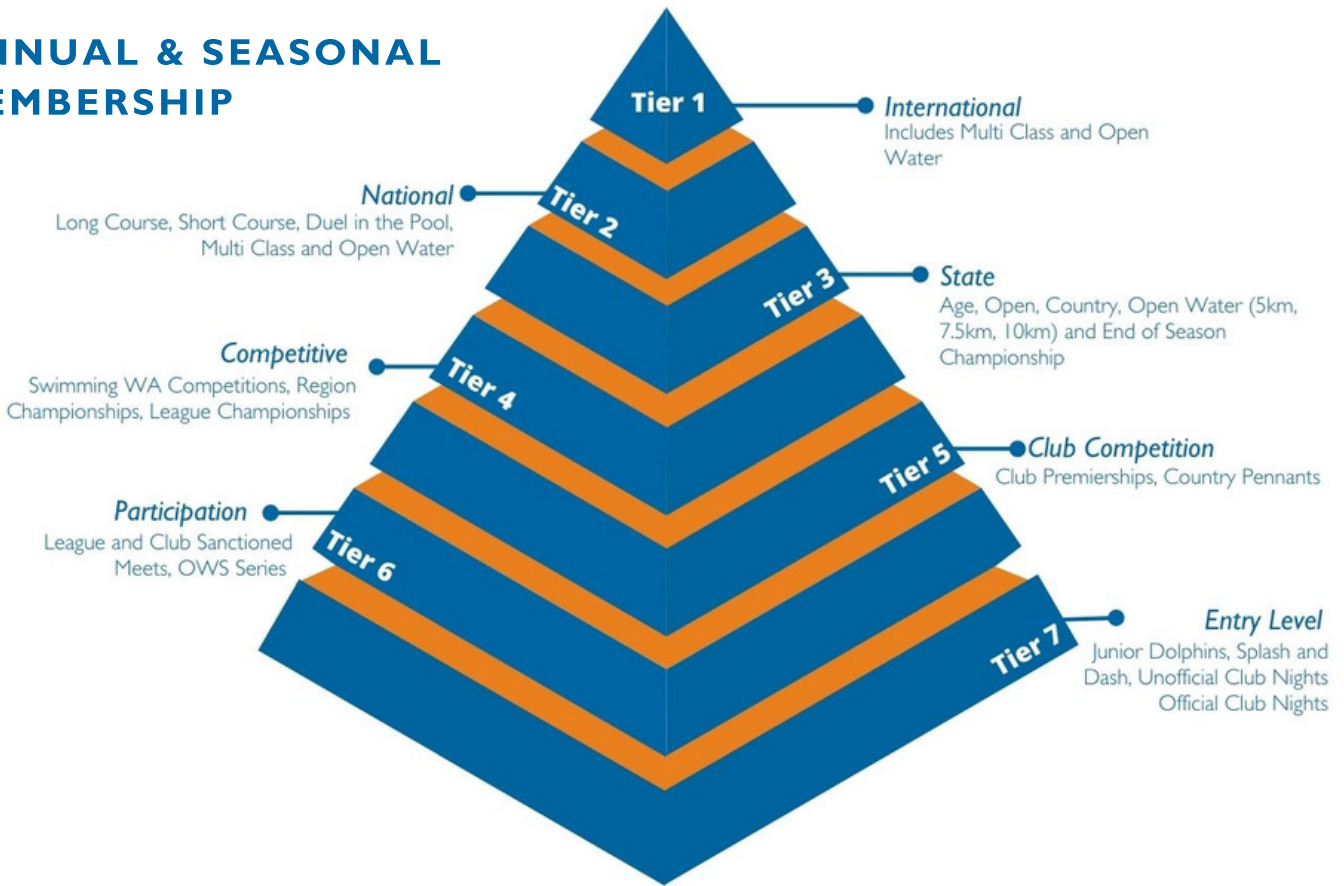 NNUAL & SEASONAL
EMBERSHIP
Tier 1
International
Includes Multi Class and Open
Water
National
Long Course, Short Course, Duel in the Pool,
Multi Class and Open Water
Tier 2
Tier 3
State
Age, Open, Country, Open Water (5km,
7.5km, 10km) and End of Season
Championship
Competitive
Swimming WA Competitions, Region
Championships, League Championships
Tier 4
Tier 5
Club Competition
Club Premierships, Country Pennants
Participation
League and Club Sanctioned
Meets, OWS Series
Tier 6
Tier 7
Entry Level
Junior Dolphins, Splash and
Dash, Unofficial Club Nights
Official Club Nights